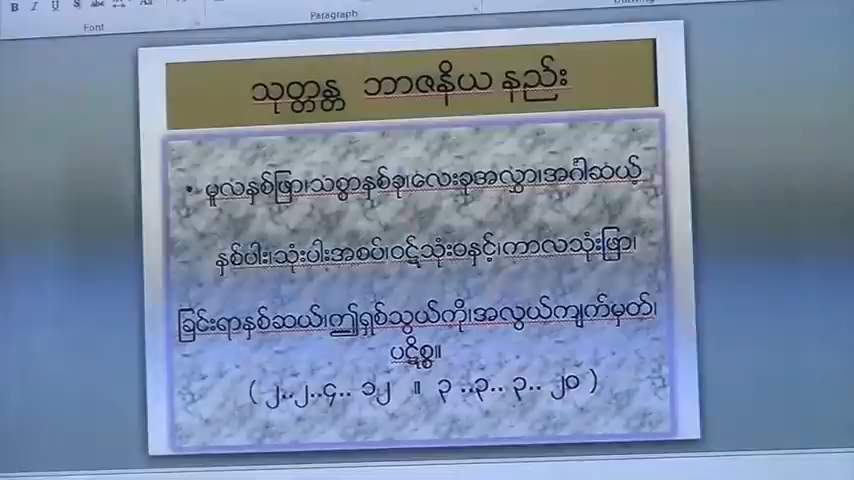 Font
Paragraph
သုတ္တန္တ ဘာဇနိယ နည်း
• မူလနှစ်ဖြာ၊သစ္စာနှစ်ခု၊လေးခုအလွှာ၊အင်္ဂါဆယ့်
နှစ်ပါး၊သုံးပါးအစပ်၊ဝဋ်သုံးဝနှင့်၊ကာလသုံးဖြာ၊
ခြင်းရာနှစ်ဆယ်၊ဤရှစ်သွယ်ကို၊အလွယ်ကျက်မှတ်၊
ပဋိစ္စ။
( ၂..၂..၄.. ၁၂ ။ ၃ ..၃.. ၃.. ၂၀ )